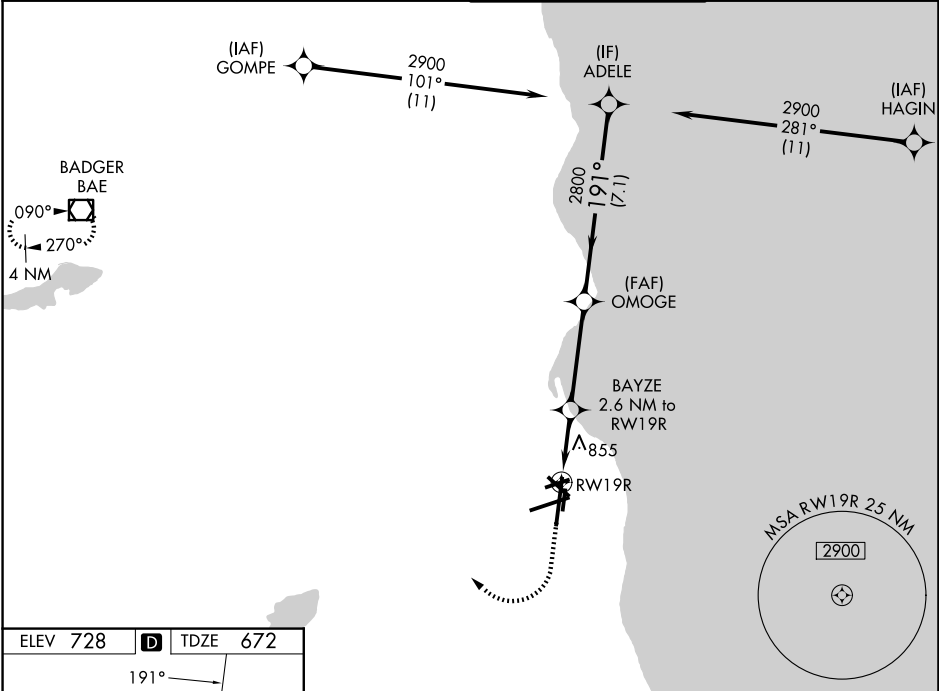 (IAF)
GOMPE
2900
101°
(11)
(IF)
ADELE
(IAF)
HAGIN
2900
281°
(11)
BADGER
BAE
090°
270°
4 NM
2800
191°
(7.1)
(FAF)
OMOGE
BAYZE
2.6 NM to
RW19R
855
RW19R
MSA RW19R 25 NM
2900
ELEV 728 D TDZE 672
191°